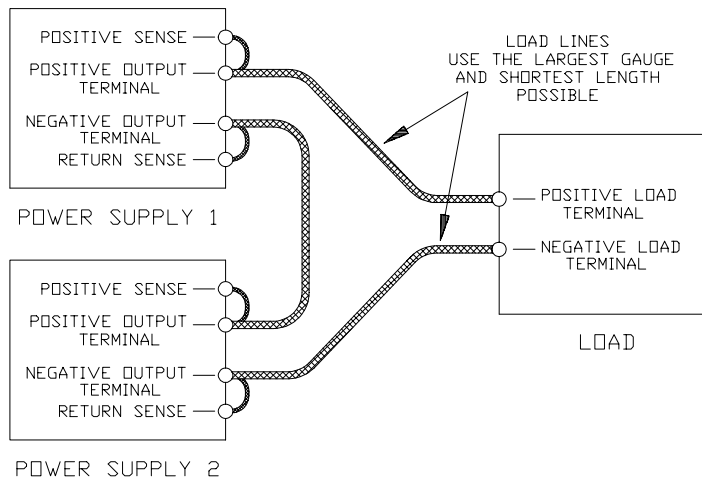 POSITIVE SENSE
POSITIVE OUTPUT
TERMINAL
NEGATIVE OUTPUT
TERMINAL
RETURN SENSE
POWER SUPPLY 1
LOAD LINES
USE THE LARGEST GAUGE
AND SHORTEST LENGTH
POSSIBLE
POSITIVE LOAD
TERMINAL
NEGATIVE LOAD
TERMINAL
LOAD
POSITIVE SENSE
POSITIVE OUTPUT
TERMINAL
NEGATIVE OUTPUT
TERMINAL
RETURN SENSE
POWER SUPPLY 2